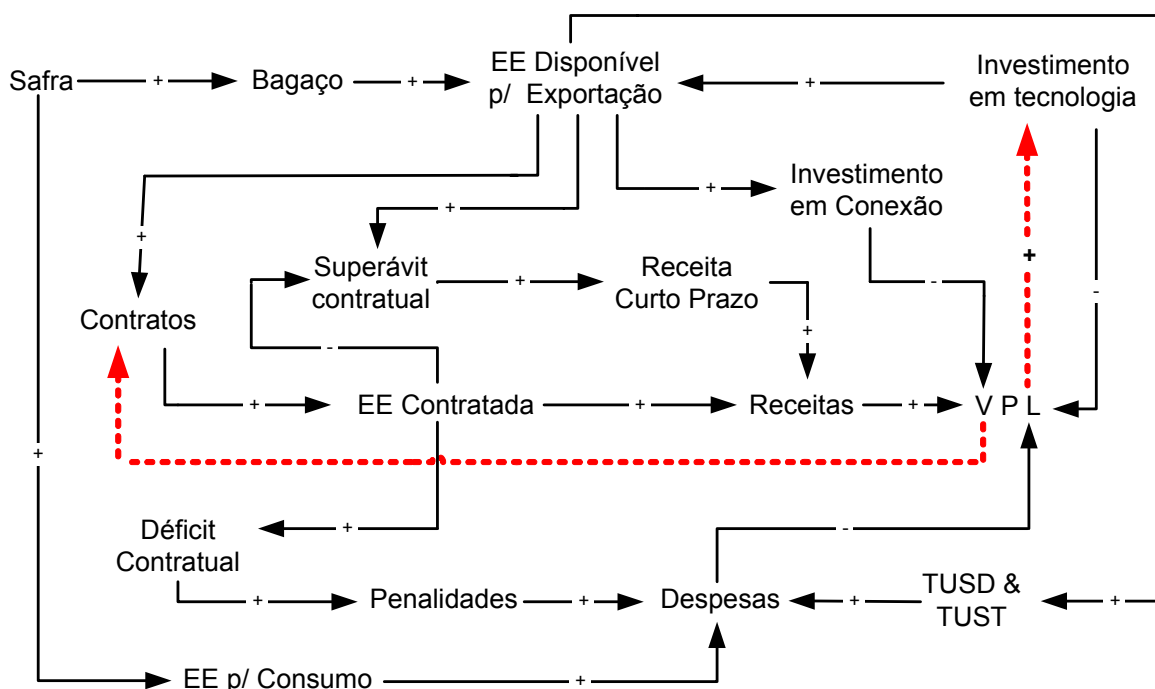 EE Disponível
p/ Exportação
Investimento
em tecnologia
Safra
+
Bagaço
+
+
Investimento
em Conexão
+
+
+
+
Superávit
contratual
+
Receita
Curto Prazo
-
-
Contratos
-
+
+
EE Contratada
+
Receitas
+
V P L
+
Déficit
Contratual
+
-
+
Penalidades
+
Despesas
+
TUSD &
TUST
+
EE p/ Consumo
+